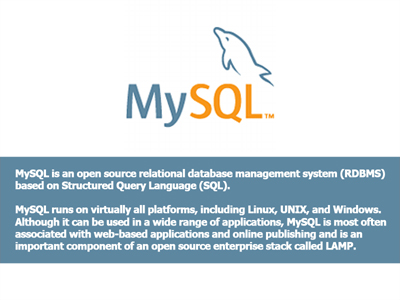 MySQL™
MySQL is an open source relational database management system (RDBMS)
based on Structured Query Language (SQL).
MySQL runs on virtually all platforms, including Linux, UNIX, and Windows.
Although it can be used in a wide range of applications, MySQL is most often
associated with web-based applications and online publishing and is an
important component of an open source enterprise stack called LAMP.